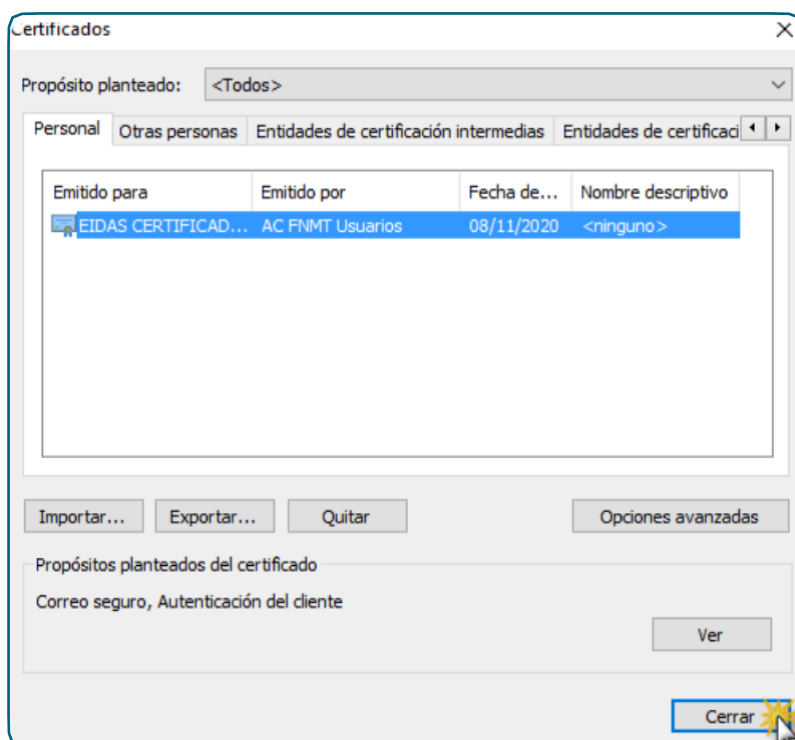 Certificados
Propósito planteado: <Todos>
Personal Otras personas Entidades de certificación intermedias Entidades de certificaci
Emitido para Emitido por Fecha de... Nombre descriptivo
EIDAS CERTIFICAD... AC FNMT Usuarios 08/11/2020 <ninguno>
Importar... Exportar... Quitar Opciones avanzadas
Propósitos planteados del certificado
Correo seguro, Autenticación del cliente
Ver
Cerrar